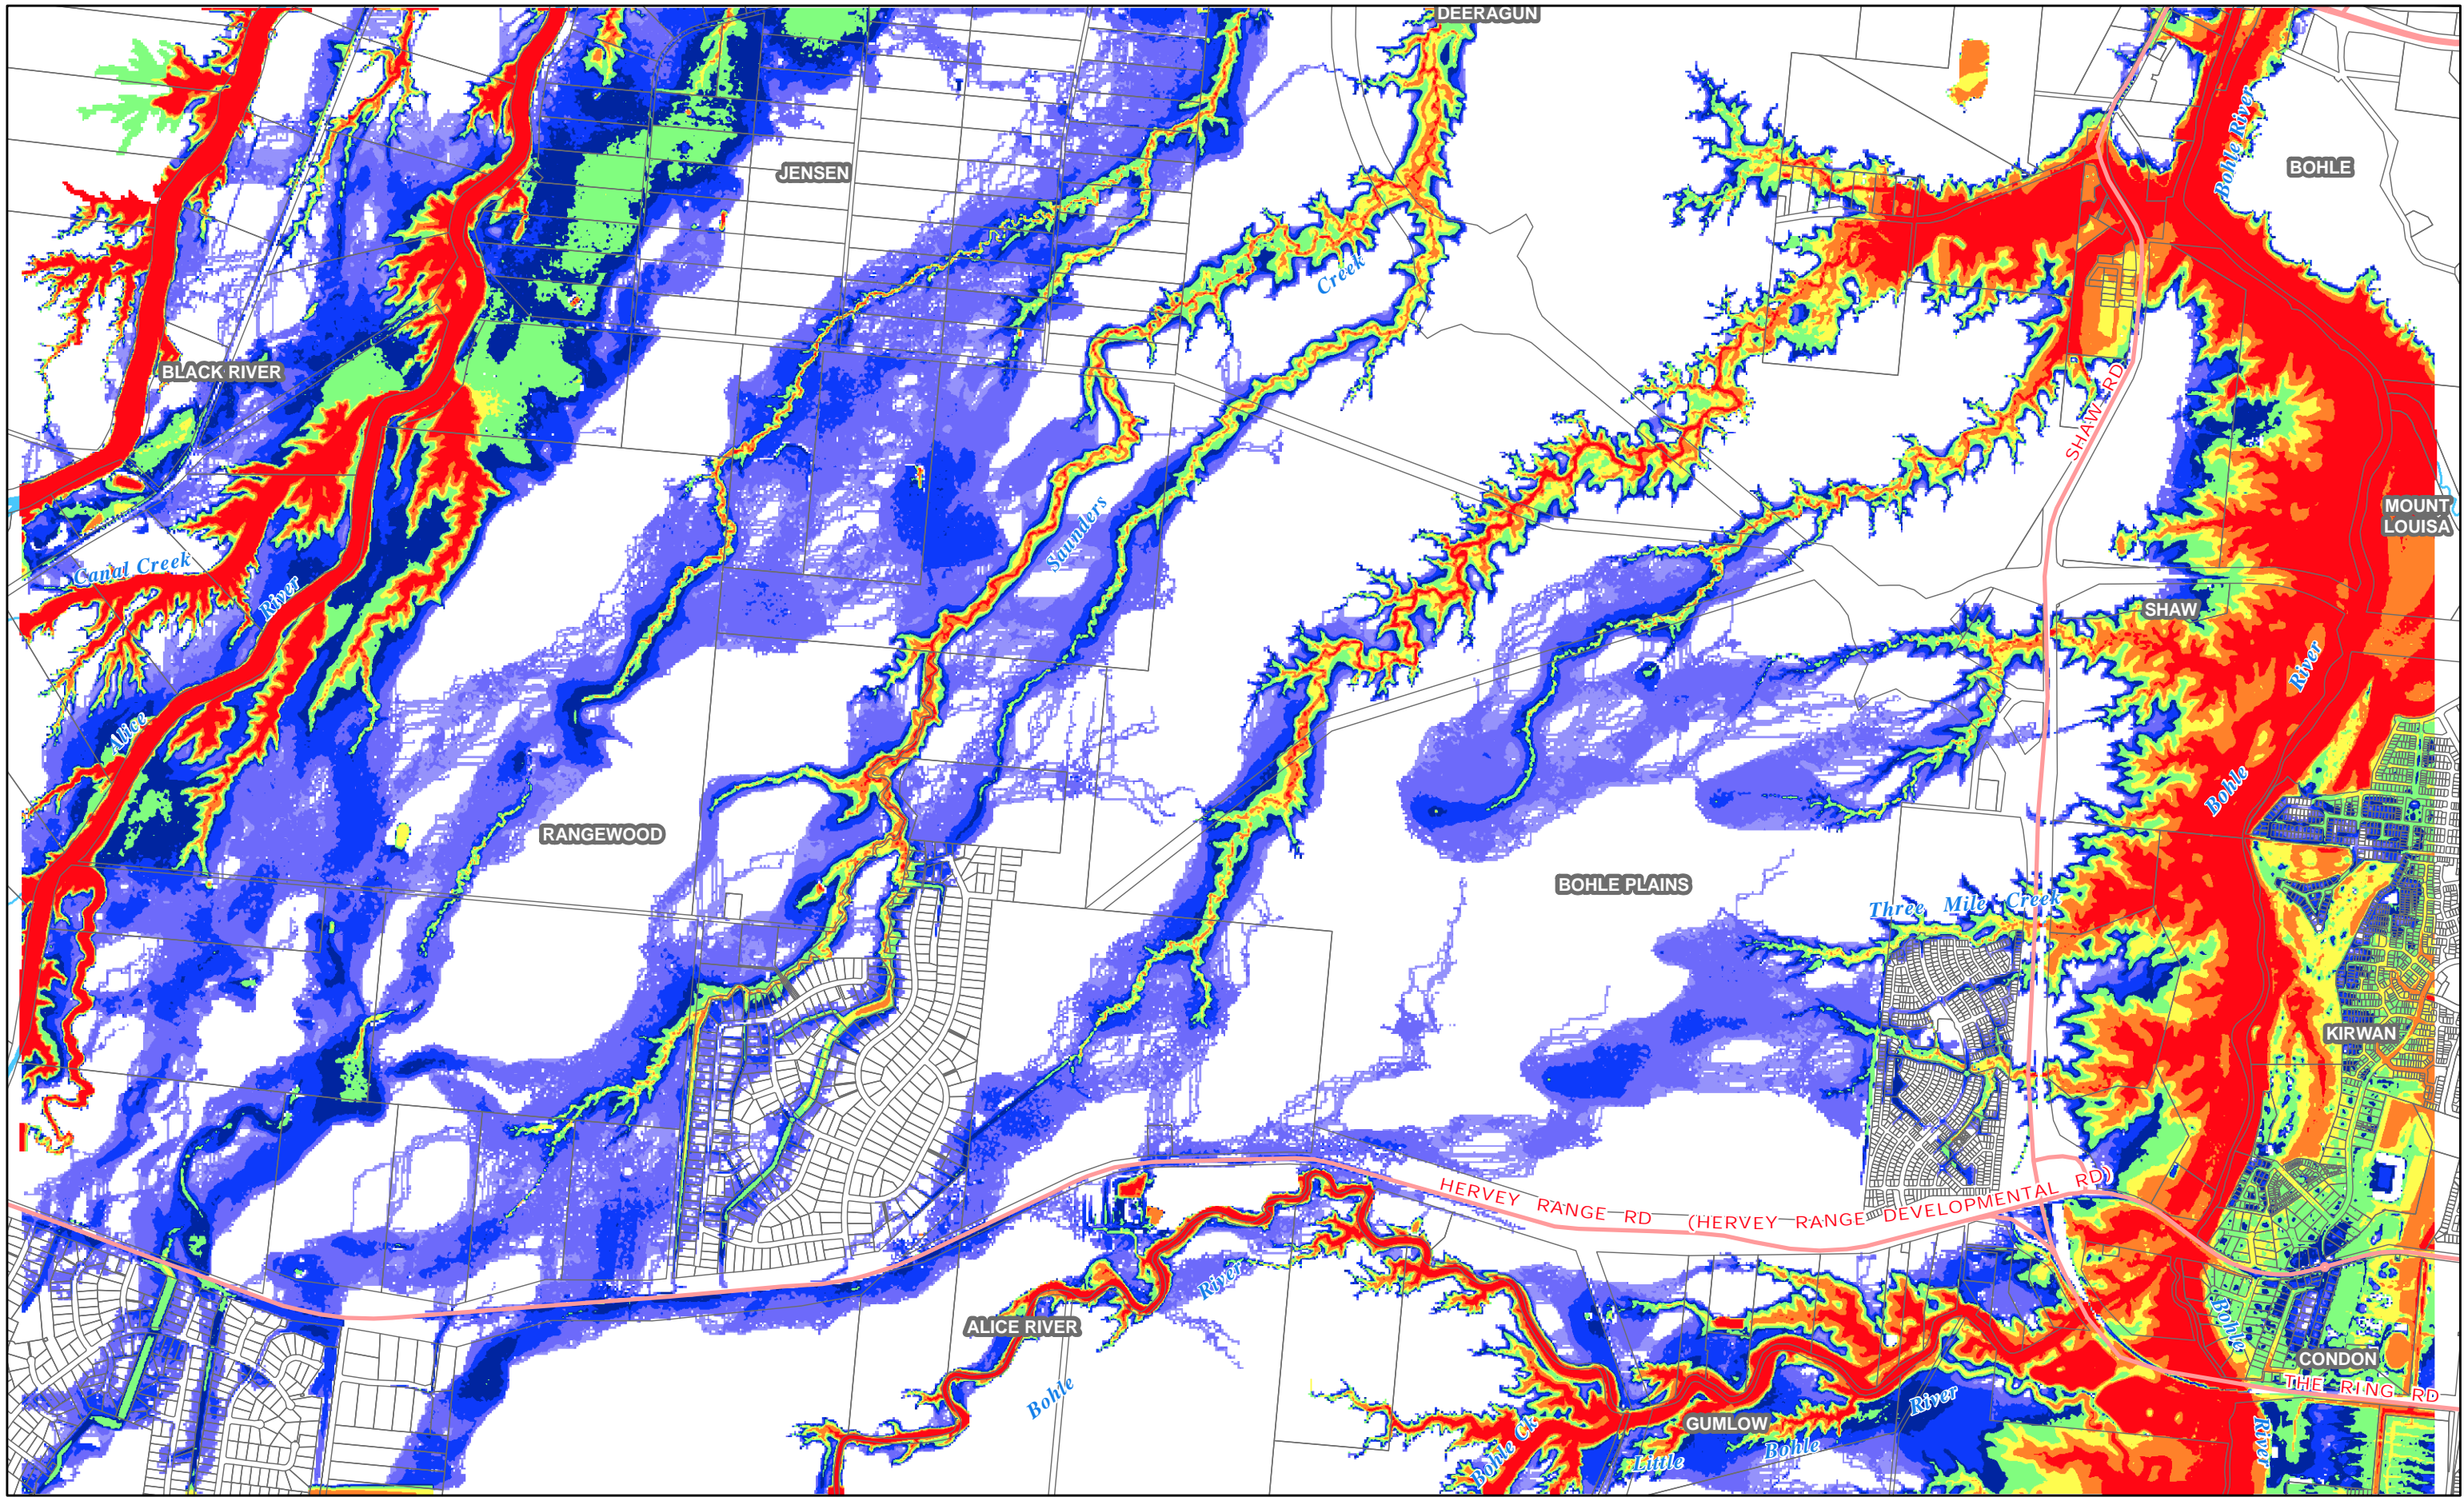 DEERAGUN
Bohle River
BOHLE
JENSEN
Creek
BLACK RIVER
SHAW RD
MOUNT
LOUISA
Saunders
Canal Creek
River
SHAW
River
Alice
Bohle
RANGEWOOD
BOHLE PLAINS
Three Mile Creek
KIRWAN
HERVEY RANGE RD (HERVEY RANGE DEVELOPMENTAL RD)
River
ALICE RIVER
Bohle
Bohle
CONDON
THE RING RD
River
GUMLOW
Bohle Ck
Little
Bohle
River